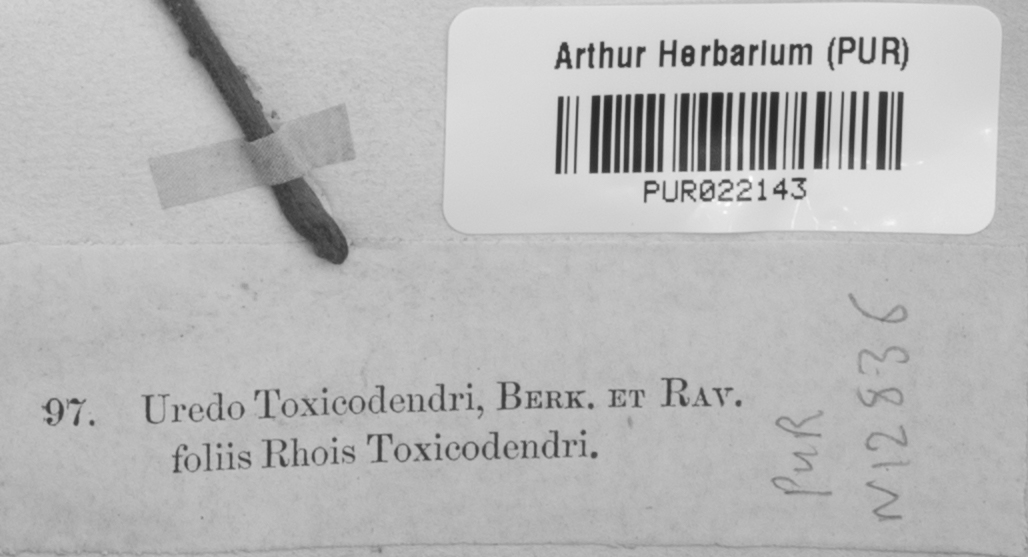 Arthur Herbarium (PUR)
PUR022143
97. Uredo Toxicodendri, BERK. ET RAV.
foliis Rhois Toxicodendri.
PUR
N12836